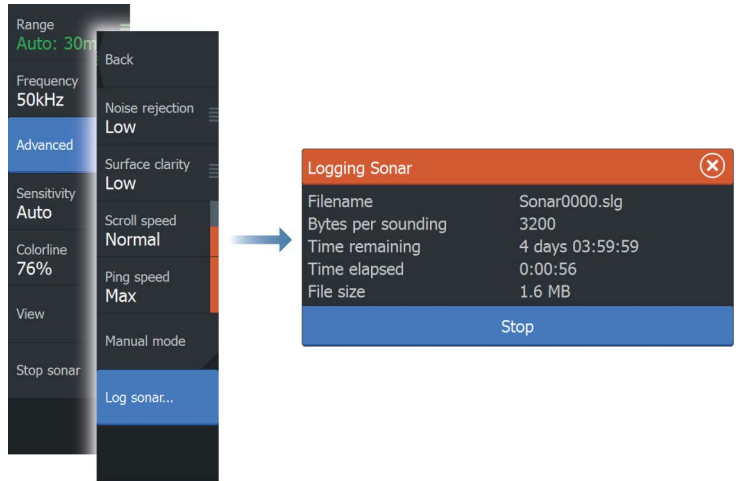 Range
Auto: 30m
Frequency
50kHz
Advanced
Sensitivity
Auto
Colorline
76%
View
Stop sonar
Back
Noise rejection
Low
Surface clarity
Low
Scroll speed
Normal
Ping speed
Max
Manual mode
Log sonar...
Logging Sonar
Filename Sonar0000.slg
Bytes per sounding 3200
Time remaining 4 days 03:59:59
Time elapsed 0:00:56
File size 1.6 MB
Stop